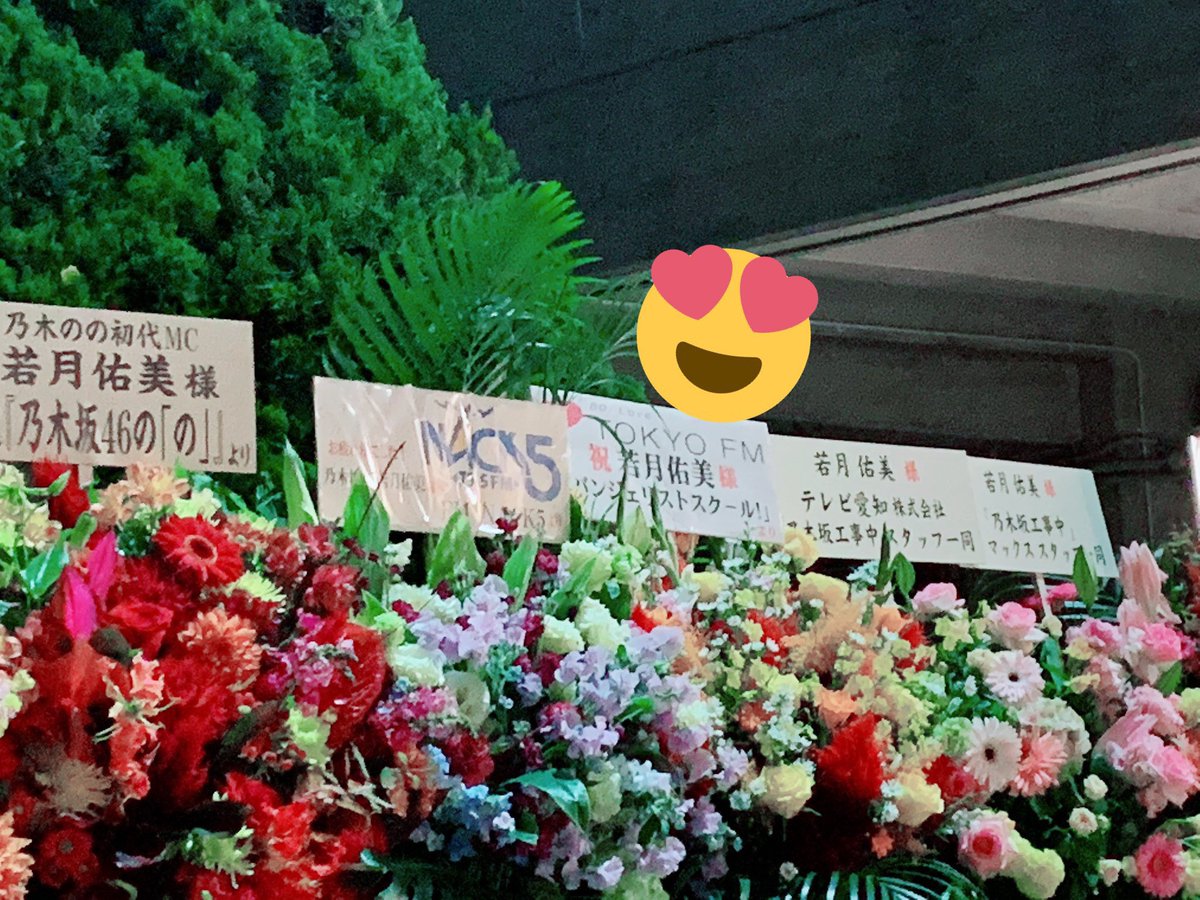 乃木のの初代MC
若月佑美様
『乃木坂46の「の」』より
NACK5
79.5FM
TOKYO FM
祝 若月佑美様
パンジェリストスクール!
若月佑美様
テレビ愛知株式会社
乃木坂工事中スタッフ一同
若月佑美様
『乃木坂工事中』
マックススタッフ一同